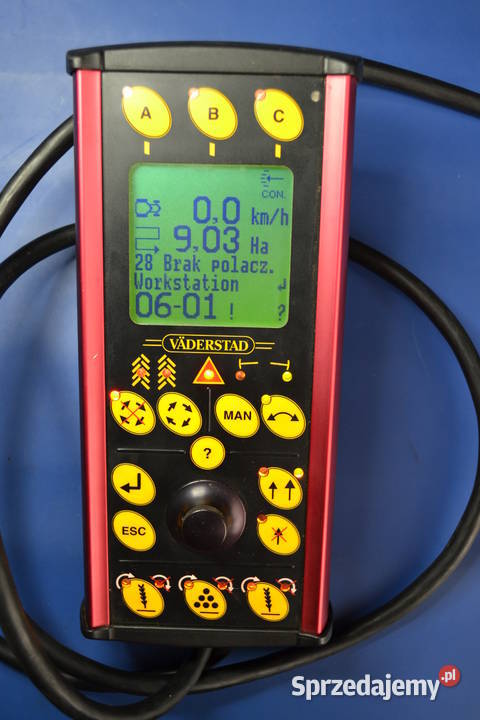 A B C
CON.
0,0 km/h
9,03 Ha
28 Brak polacz.
Workstation
06-01 ! ?
VÄDERSTAD
MAN
?
ESC
Sprzedajemy.pl